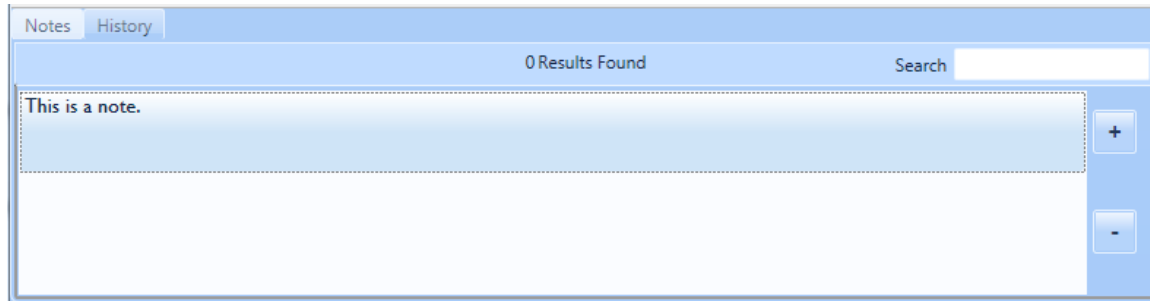 Notes History
0 Results Found Search
This is a note.
+
-